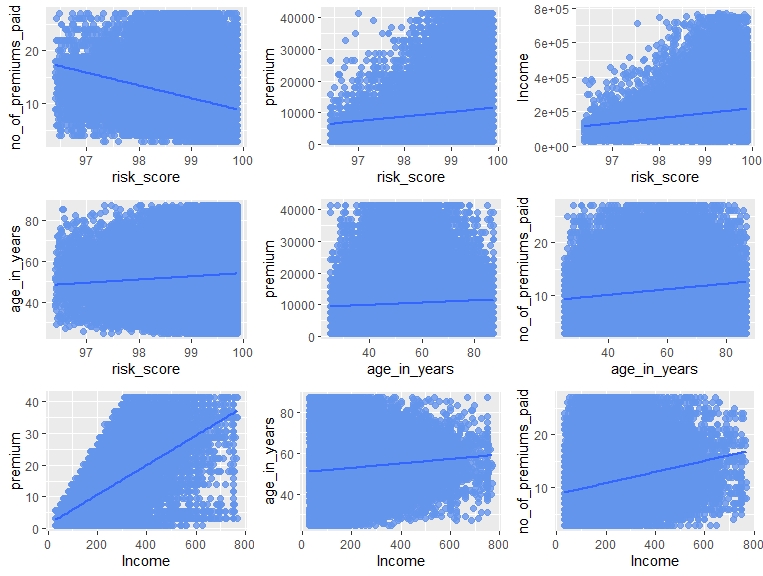 no_of_premiums_paid
20
10
97
98
99
100
risk_score
premium
40000
30000
20000
10000
0
97
98
99
100
risk_score
Income
8e+05
6e+05
4e+05
2e+05
0e+00
97
98
99
100
risk_score
age_in_years
80
60
40
97
98
99
100
risk_score
premium
40000
30000
20000
10000
0
40
60
80
age_in_years
no_of_premiums_paid
20
10
40
60
80
age_in_years
premium
40
30
20
10
0
0
200
400
600
800
Income
age_in_years
80
60
40
0
200
400
600
800
Income
no_of_premiums_paid
20
10
0
200
400
600
800
Income